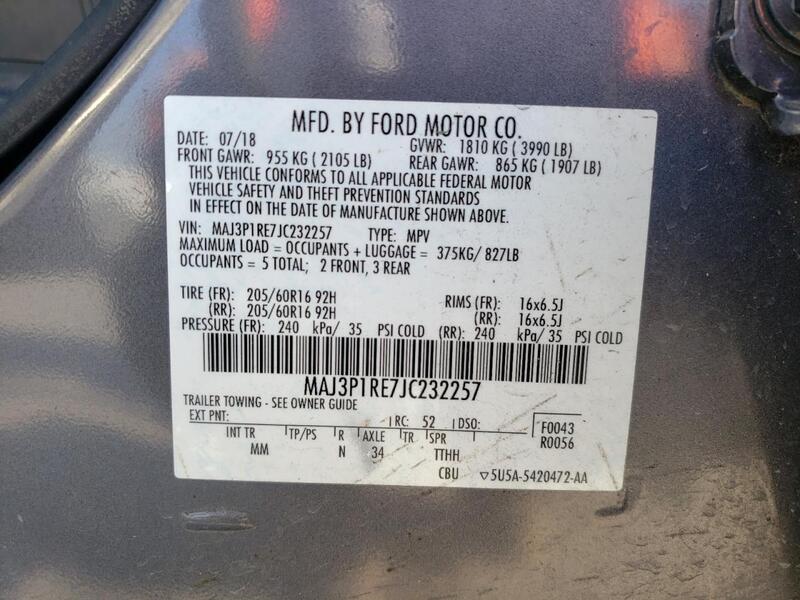 MFD. BY FORD MOTOR CO.
DATE: 07/18 GVWR: 1810 KG ( 3990 LB)
FRONT GAWR: 955 KG ( 2105 LB) REAR GAWR: 865 KG ( 1907 LB)
THIS VEHICLE CONFORMS TO ALL APPLICABLE FEDERAL MOTOR
VEHICLE SAFETY AND THEFT PREVENTION STANDARDS
IN EFFECT ON THE DATE OF MANUFACTURE SHOWN ABOVE.
VIN: MAJ3P1RE7JC232257 TYPE: MPV
MAXIMUM LOAD = OCCUPANTS + LUGGAGE = 375KG/ 827LB
OCCUPANTS = 5 TOTAL; 2 FRONT, 3 REAR
TIRE (FR): 205/60R16 92H RIMS (FR): 16x6.5J
(RR): 205/60R16 92H (RR): 16x6.5J
PRESSURE (FR): 240 kPa/ 35 PSI COLD (RR): 240 kPa/ 35 PSI COLD
MAJ3P1RE7JC232257
TRAILER TOWING - SEE OWNER GUIDE
EXT PNT: RC: 52 DSO: F0043
R0056
INT TR TP/PS R AXLE TR SPR
MM N 34 TTHH
CBU 5U5A-5420472-AA